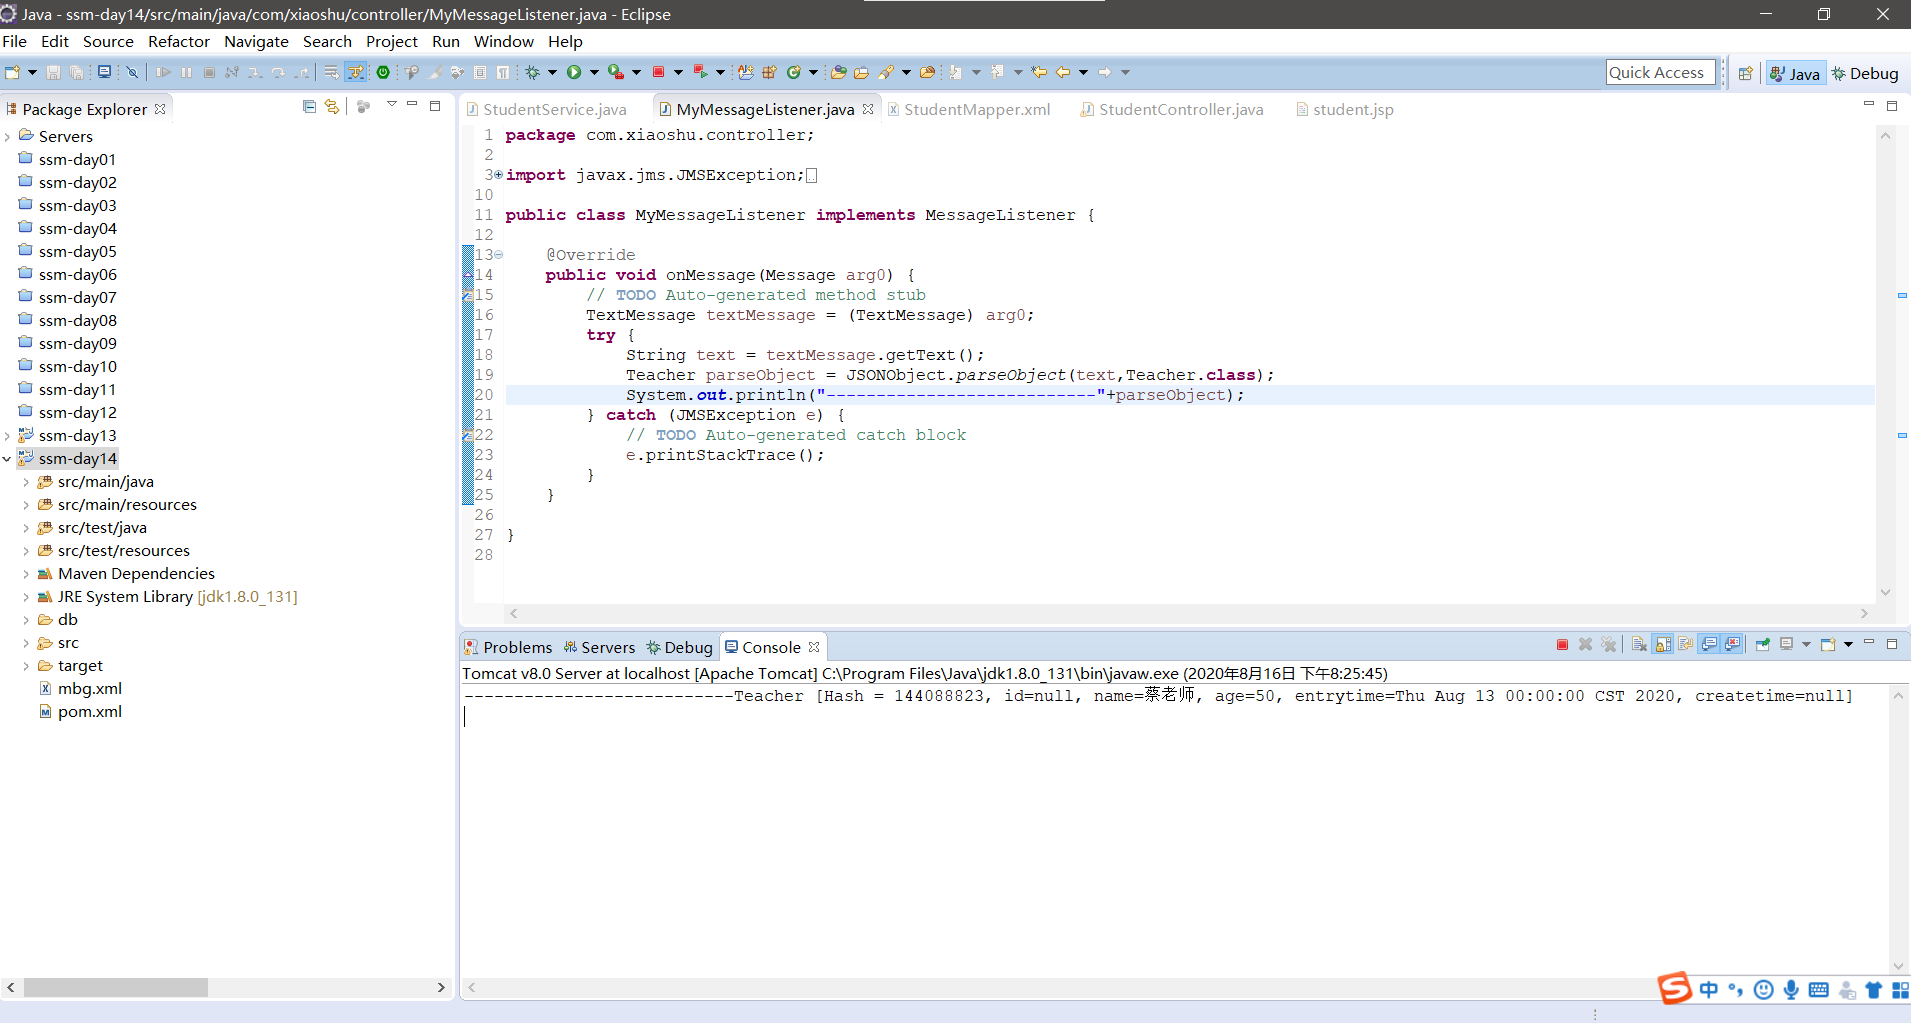 Java - ssm-day14/src/main/java/com/xiaoshu/controller/MyMessageListener.java - Eclipse
File Edit Source Refactor Navigate Search Project Run Window Help
Quick Access Java Debug
Package Explorer
Servers
ssm-day01
ssm-day02
ssm-day03
ssm-day04
ssm-day05
ssm-day06
ssm-day07
ssm-day08
ssm-day09
ssm-day10
ssm-day11
ssm-day12
ssm-day13
ssm-day14
src/main/java
src/main/resources
src/test/java
src/test/resources
Maven Dependencies
JRE System Library [jdk1.8.0_131]
db
src
target
mbg.xml
pom.xml
StudentService.java MyMessageListener.java StudentMapper.xml StudentController.java student.jsp
1 package com.xiaoshu.controller;
2
3 import javax.jms.JMSException;
10
11 public class MyMessageListener implements MessageListener {
12
13 @Override
14 public void onMessage(Message arg0) {
15 // TODO Auto-generated method stub
16 TextMessage textMessage = (TextMessage) arg0;
17 try {
18 String text = textMessage.getText();
19 Teacher parseObject = JSONObject.parseObject(text,Teacher.class);
20 System.out.println("---------------------------"+parseObject);
21 } catch (JMSException e) {
22 // TODO Auto-generated catch block
23 e.printStackTrace();
24 }
25 }
26
27 }
28
Problems Servers Debug Console
Tomcat v8.0 Server at localhost [Apache Tomcat] C:\Program Files\Java\jdk1.8.0_131\bin\javaw.exe (2020年8月16日 下午8:25:45)
---------------------------Teacher [Hash = 144088823, id=null, name=蔡老师, age=50, entrytime=Thu Aug 13 00:00:00 CST 2020, createtime=null]
S 中